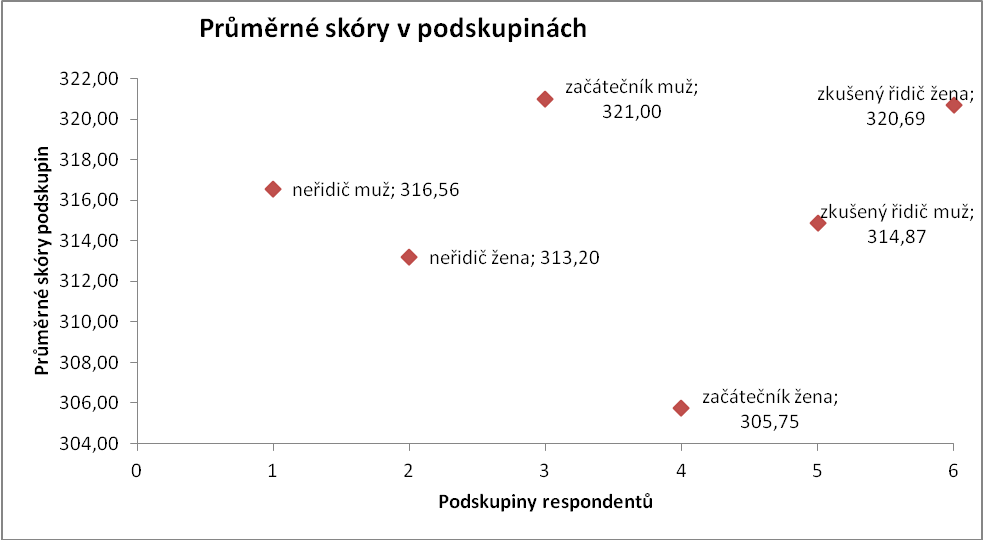 Průměrné skóry v podskupinách
Průměrné skóry podskupin
322,00
320,00
318,00
316,00
314,00
312,00
310,00
308,00
306,00
304,00
neřidič muž; 316,56
neřidič žena; 313,20
začátečník muž;
321,00
začátečník žena;
305,75
zkušený řidič žena;
320,69
zkušený řidič muž;
314,87
0 1 2 3 4 5 6
Podskupiny respondentů